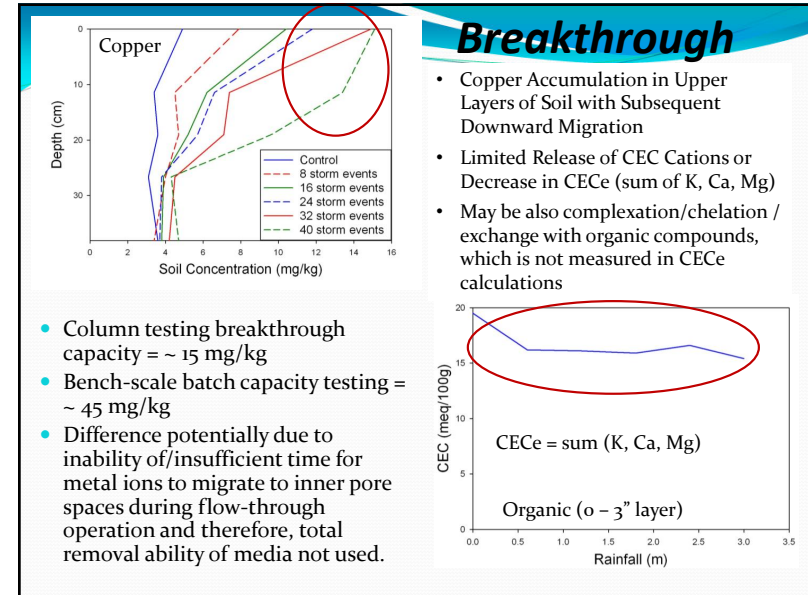 Breakthrough
Copper
0
10
20
30
Depth (cm)
Control
8 storm events
16 storm events
24 storm events
32 storm events
40 storm events
0 2 4 6 8 10 12 14 16
Soil Concentration (mg/kg)
• Copper Accumulation in Upper
Layers of Soil with Subsequent
Downward Migration
• Limited Release of CEC Cations or
Decrease in CECe (sum of K, Ca, Mg)
• May be also complexation/chelation /
exchange with organic compounds,
which is not measured in CECe
calculations
• Column testing breakthrough
capacity = ~ 15 mg/kg
• Bench-scale batch capacity testing =
~ 45 mg/kg
• Difference potentially due to
inability of/insufficient time for
metal ions to migrate to inner pore
spaces during flow-through
operation and therefore, total
removal ability of media not used.
20
15
10
5
0
CEC (meq/100g)
CECe = sum (K, Ca, Mg)
Organic (0 – 3" layer)
0.0 0.5 1.0 1.5 2.0 2.5 3.0 3.5
Rainfall (m)